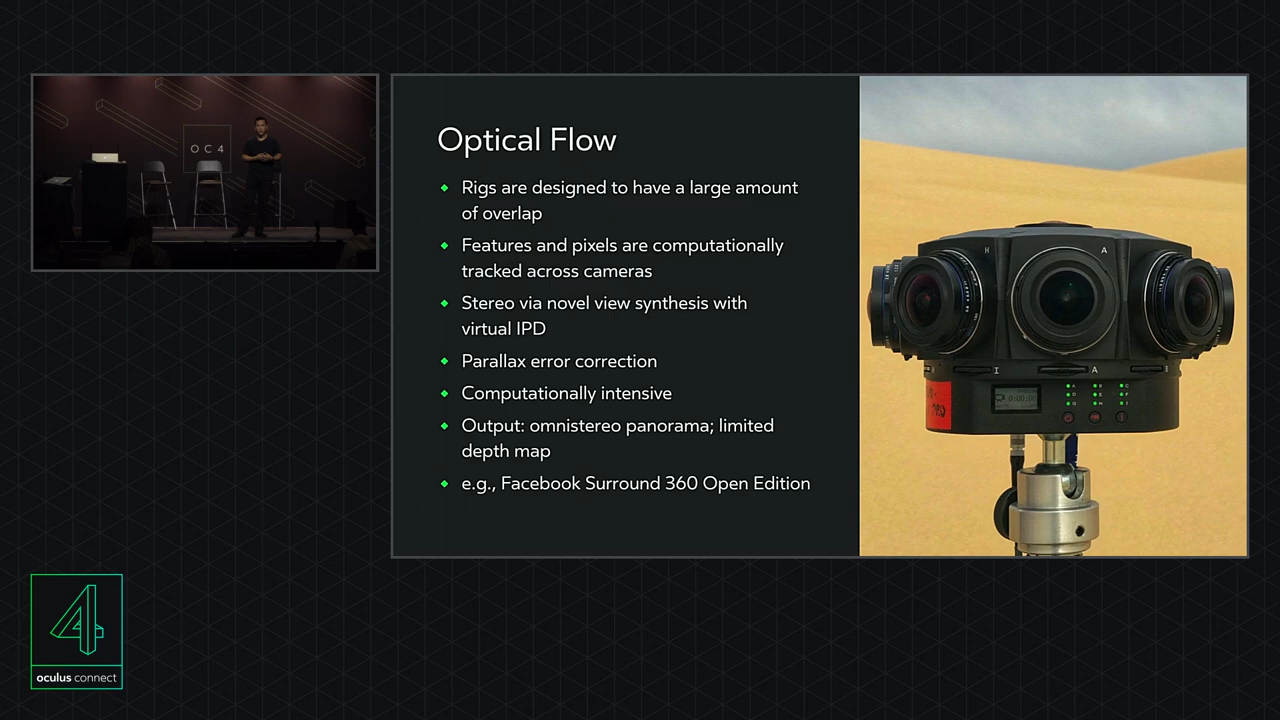 OC4
Optical Flow
Rigs are designed to have a large amount
of overlap
Features and pixels are computationally
tracked across cameras
Stereo via novel view synthesis with
virtual IPD
Parallax error correction
Computationally intensive
Output: omnistereo panorama; limited
depth map
e.g., Facebook Surround 360 Open Edition
H
A
I
A
4
oculus connect